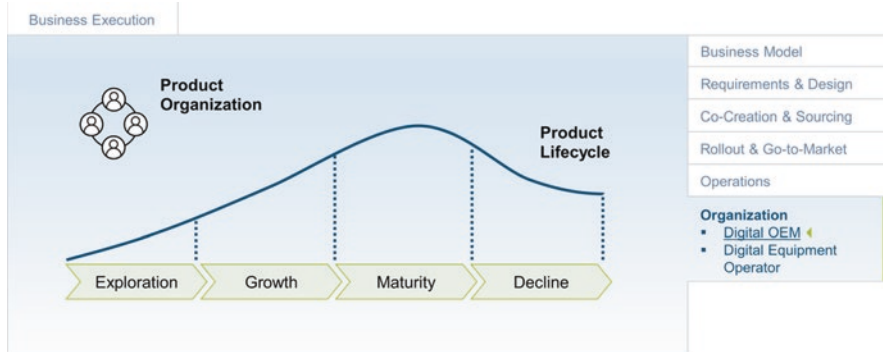 Business Execution
Product
Organization
Product
Lifecycle
Exploration
Growth
Maturity
Decline
Business Model
Requirements & Design
Co-Creation & Sourcing
Rollout & Go-to-Market
Operations
Organization
▪ Digital OEM
▪ Digital Equipment
Operator